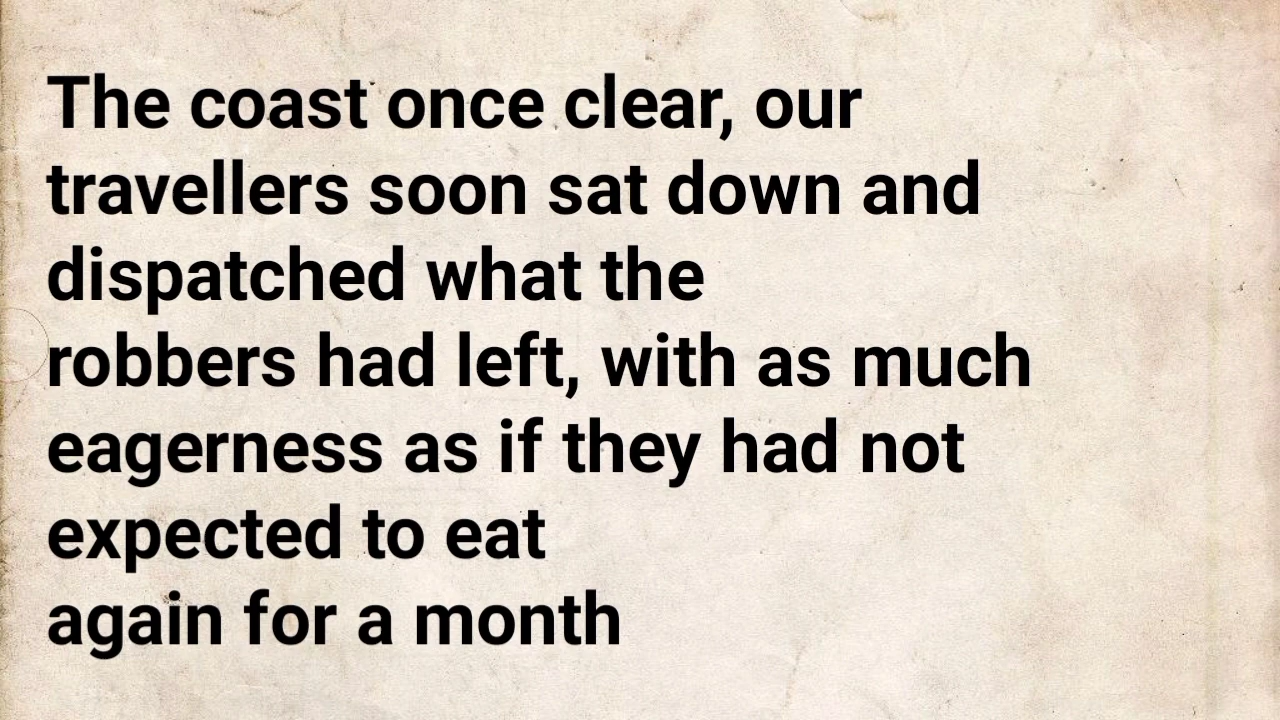 The coast once clear, our
travellers soon sat down and
dispatched what the
robbers had left, with as much
eagerness as if they had not
expected to eat
again for a month